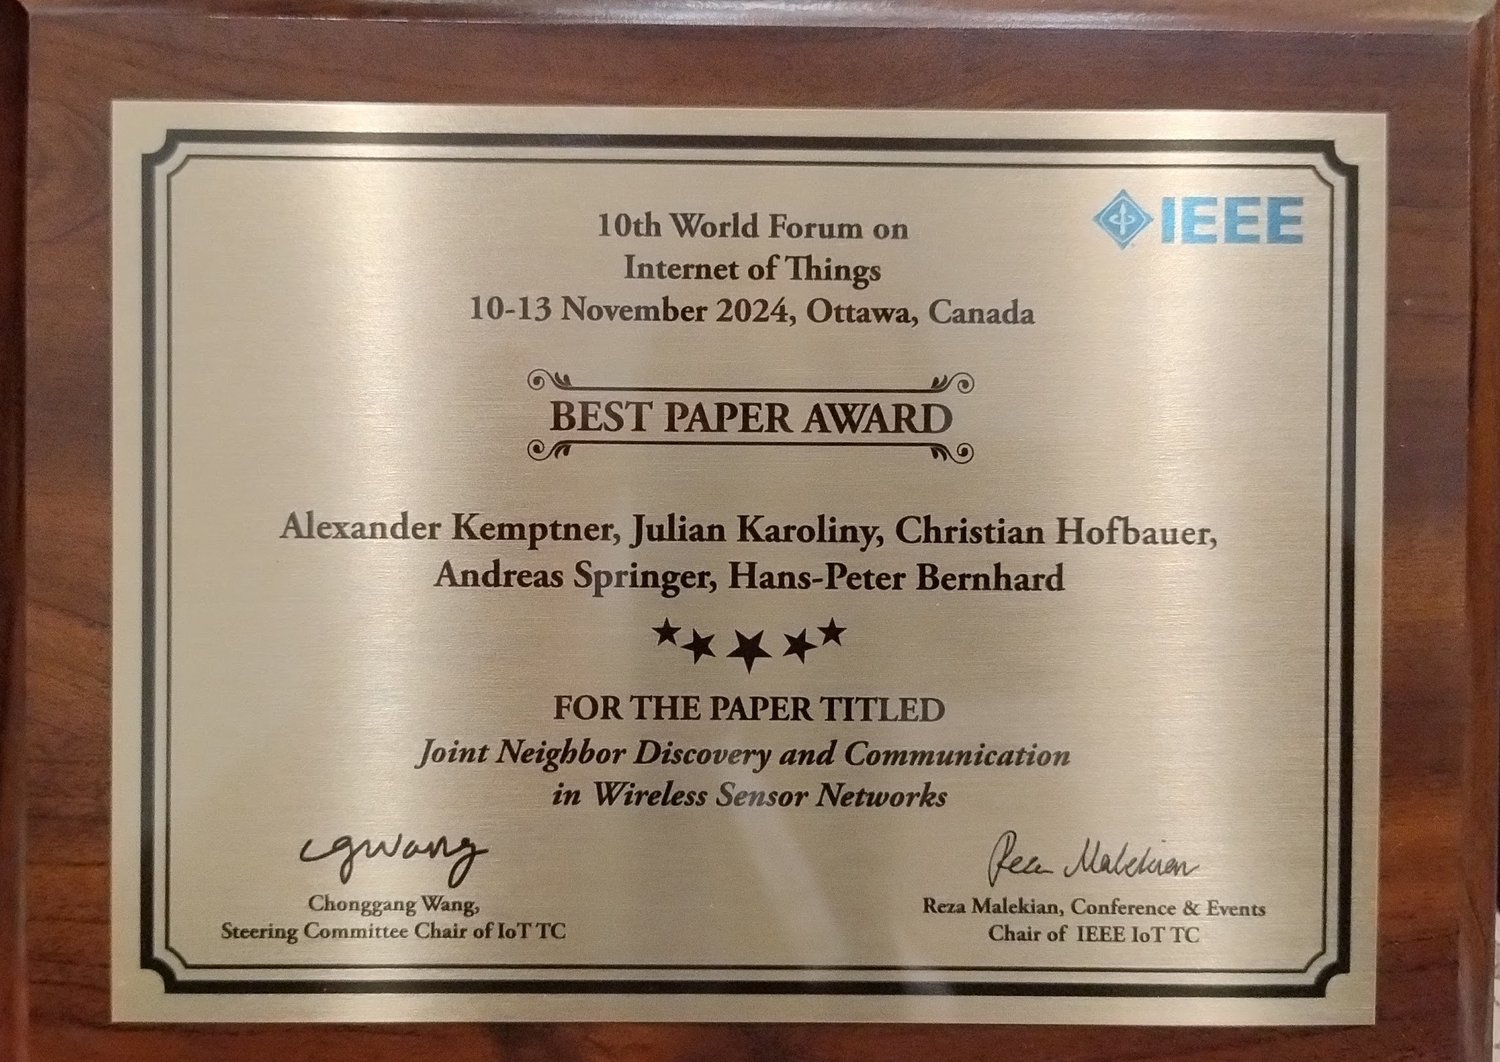 10th World Forum on
IEEE
Internet of Things
10-13 November 2024, Ottawa, Canada
BEST PAPER AWARD
Alexander Kemptner, Julian Karoliny, Christian Hofbauer,
Andreas Springer, Hans-Peter Bernhard
FOR THE PAPER TITLED
Joint Neighbor Discovery and Communication
in Wireless Sensor Networks
cgwang
Reza Malekian
Chonggang Wang,
Steering Committee Chair of IoT TC
Reza Malekian, Conference & Events
Chair of IEEE IoT TC